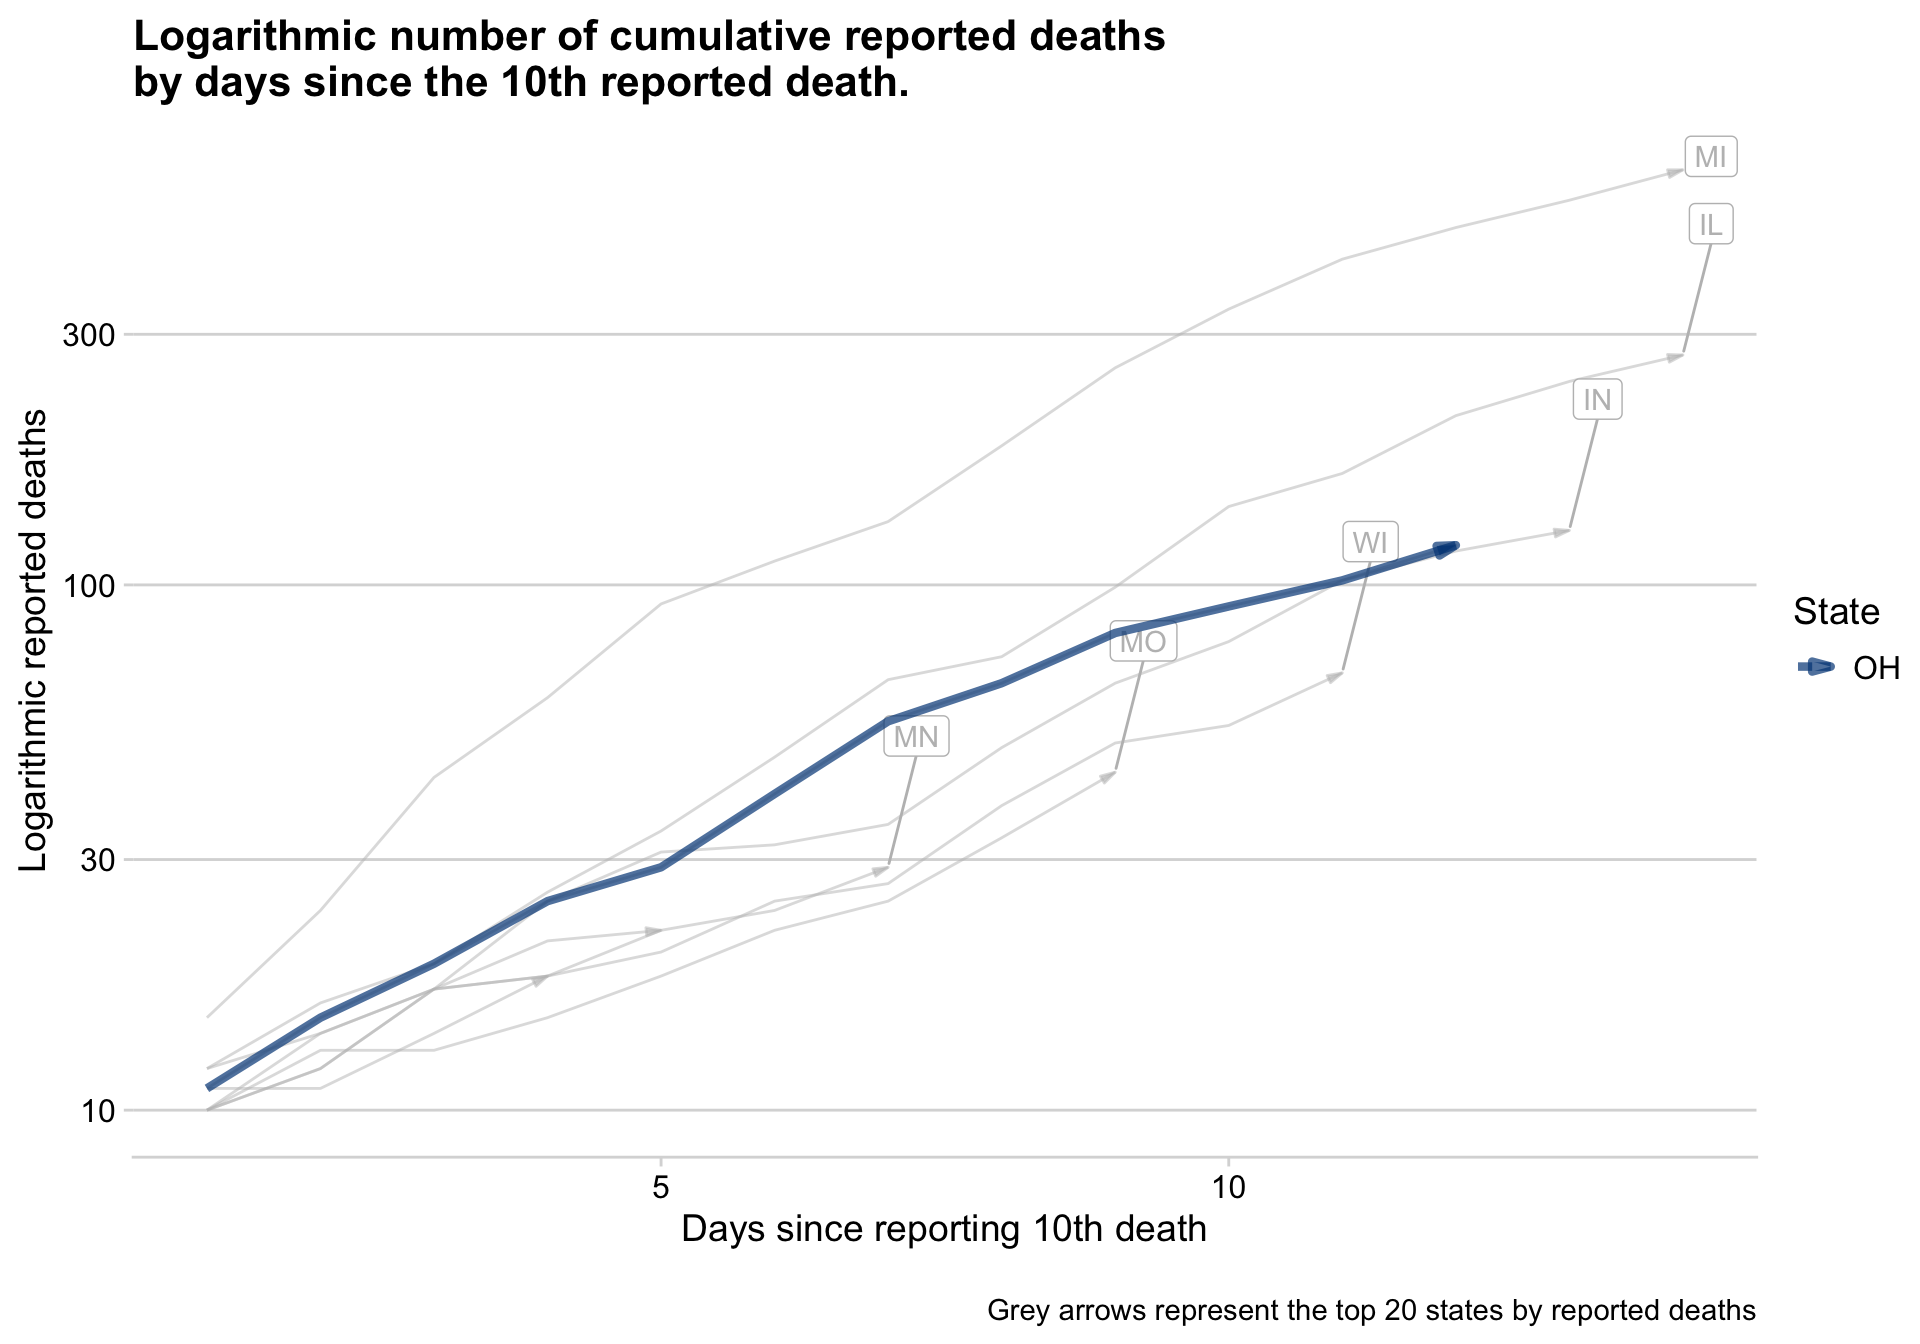 Logarithmic number of cumulative reported deaths
by days since the 10th reported death.
MI
IL
300
IN
WI
100
MO
MN
30
10
Logarithmic reported deaths
State
OH
5
10
Days since reporting 10th death
Grey arrows represent the top 20 states by reported deaths